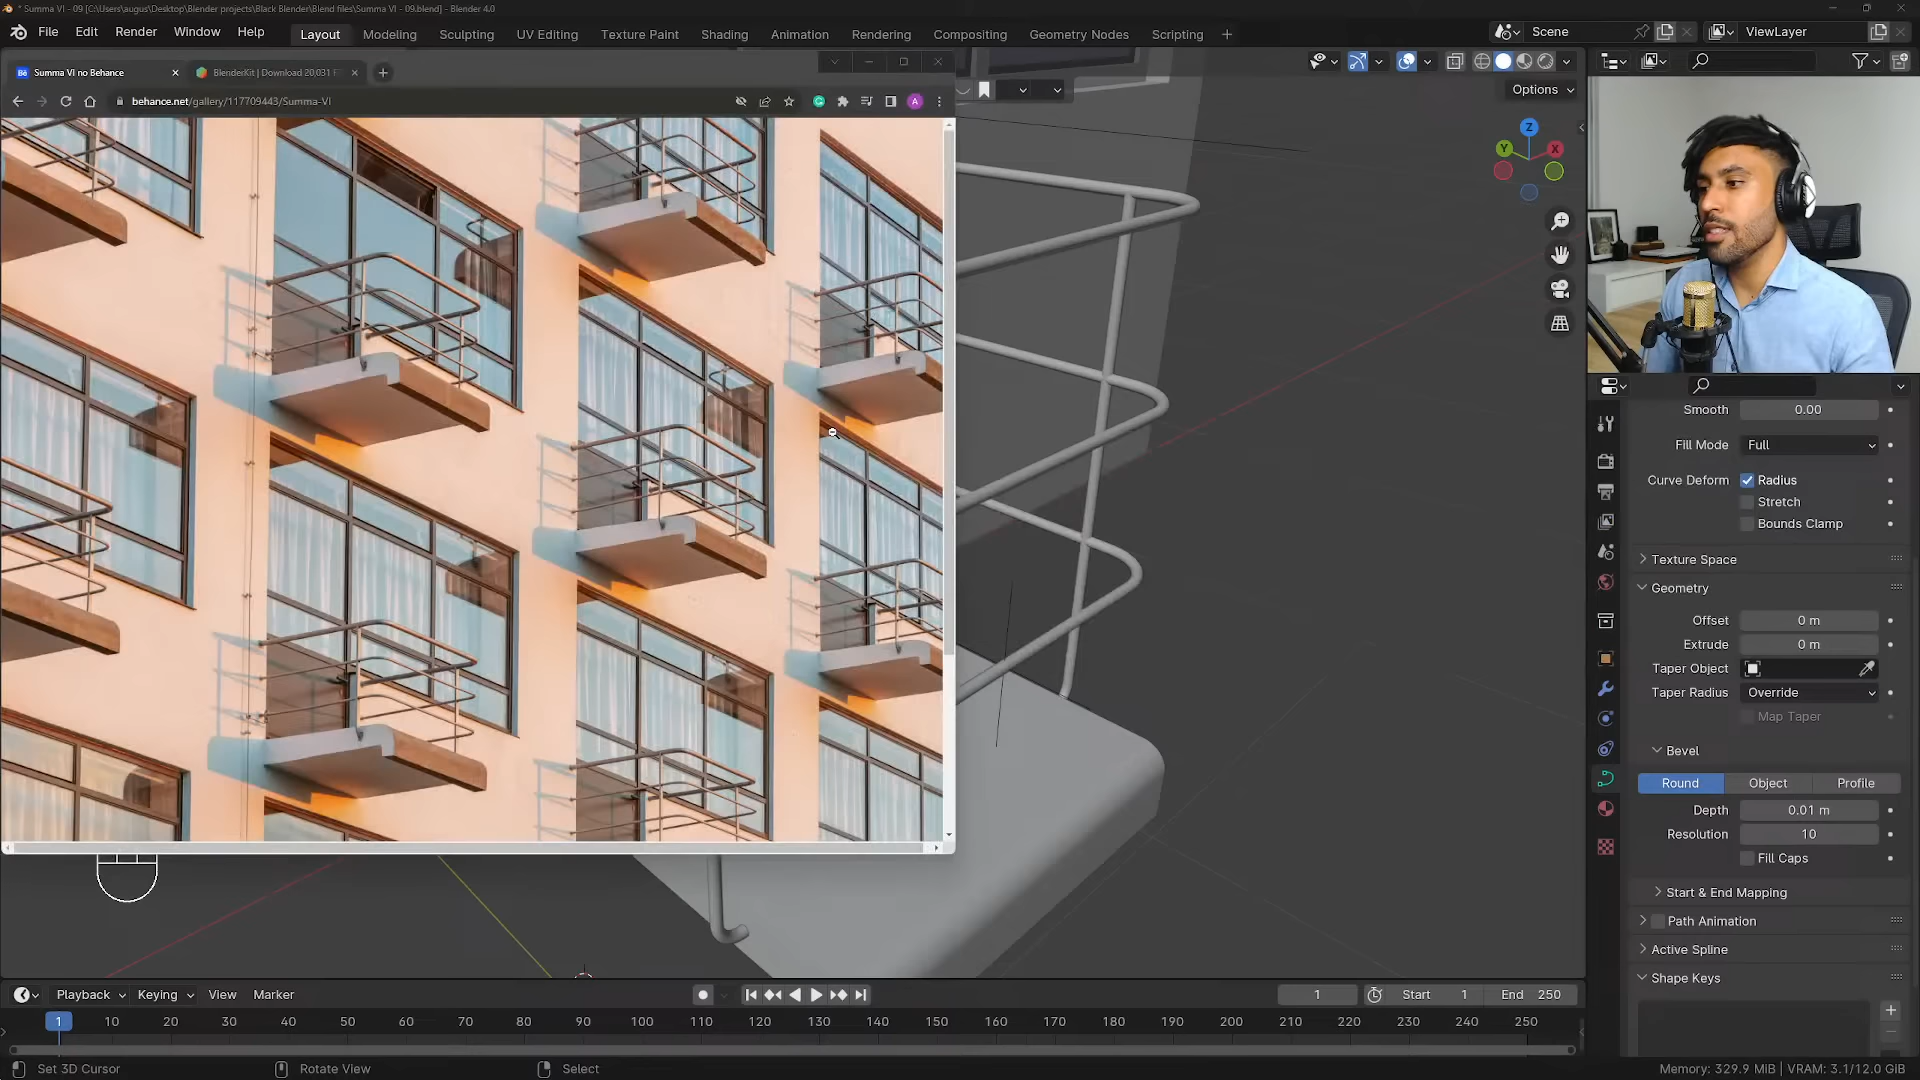 * Summa VI - 09 [C:\Users\augus\Desktop\Blender projects\Black Blender\Blend files\Summa VI - 09.blend] - Blender 4.0
File Edit Render Window Help Layout Modeling Sculpting UV Editing Texture Paint Shading Animation Rendering Compositing Geometry Nodes Scripting + Scene ViewLayer
Summa VI no Behance BlenderKit | Download 20,031 F
behance.net/gallery/117709443/Summa-VI A
Options
Z
Y X
Smooth 0.00
Fill Mode Full
Curve Deform Radius
Stretch
Bounds Clamp
Texture Space
Geometry
Offset 0 m
Extrude 0 m
Taper Object
Taper Radius Override
Map Taper
Bevel
Round Object Profile
Depth 0.01 m
Resolution 10
Fill Caps
Start & End Mapping
Path Animation
Active Spline
Shape Keys
Playback Keying View Marker 1 Start 1 End 250
1 10 20 30 40 50 60 70 80 90 100 110 120 130 140 150 160 170 180 190 200 210 220 230 240 250
Set 3D Cursor Rotate View Select Memory: 329.9 MiB | VRAM: 3.1/12.0 GiB